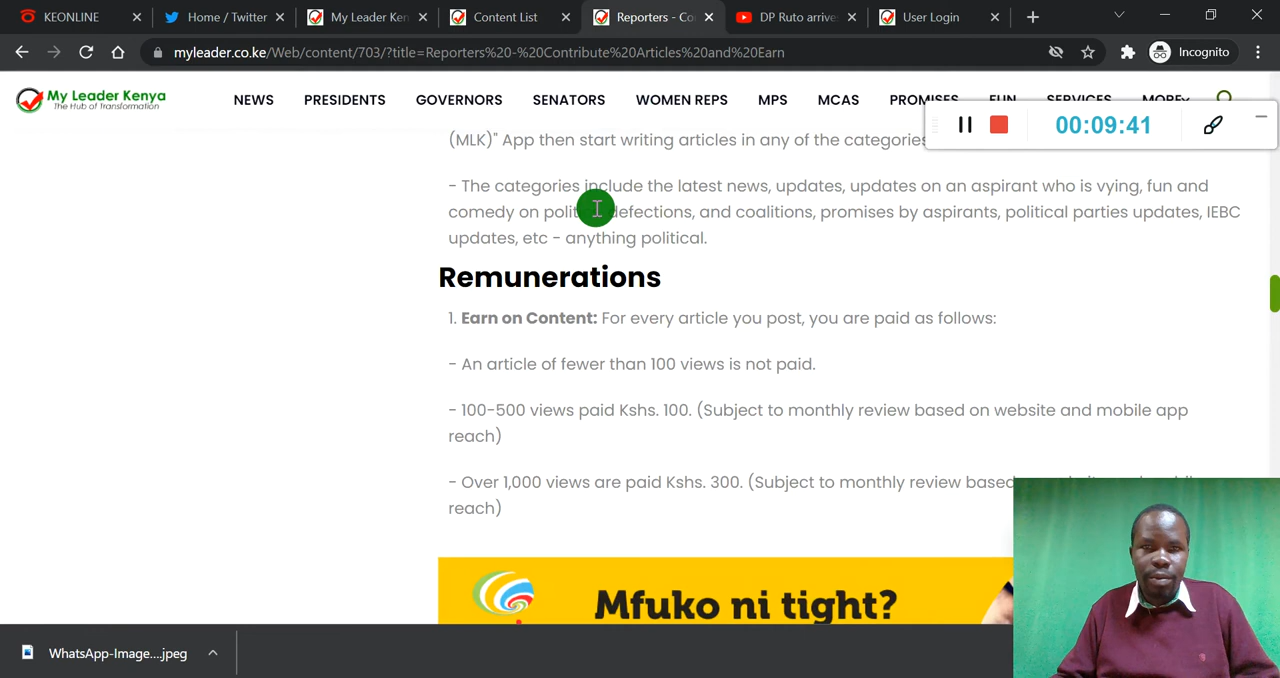 KEONLINE
Home / Twitter
My Leader Ken
Content List
Reporters - Co
DP Ruto arrive
User Login
myleader.co.ke/Web/content/703/?title=Reporters%20-%20Contribute%20Articles%20and%20Earn
Incognito
My Leader Kenya
The Hub of Transformation
NEWS
PRESIDENTS
GOVERNORS
SENATORS
WOMEN REPS
MPS
MCAS
PROMISES
FUN
SERVICES
MORE
00:09:41
(MLK)" App then start writing articles in any of the categories
- The categories include the latest news, updates, updates on an aspirant who is vying, fun and
comedy on political defections, and coalitions, promises by aspirants, political parties updates, IEBC
updates, etc - anything political.
Remunerations
1. Earn on Content: For every article you post, you are paid as follows:
- An article of fewer than 100 views is not paid.
- 100-500 views paid Kshs. 100. (Subject to monthly review based on website and mobile app
reach)
- Over 1,000 views are paid Kshs. 300. (Subject to monthly review based
reach)
Mfuko ni tight?
WhatsApp-Image....jpeg